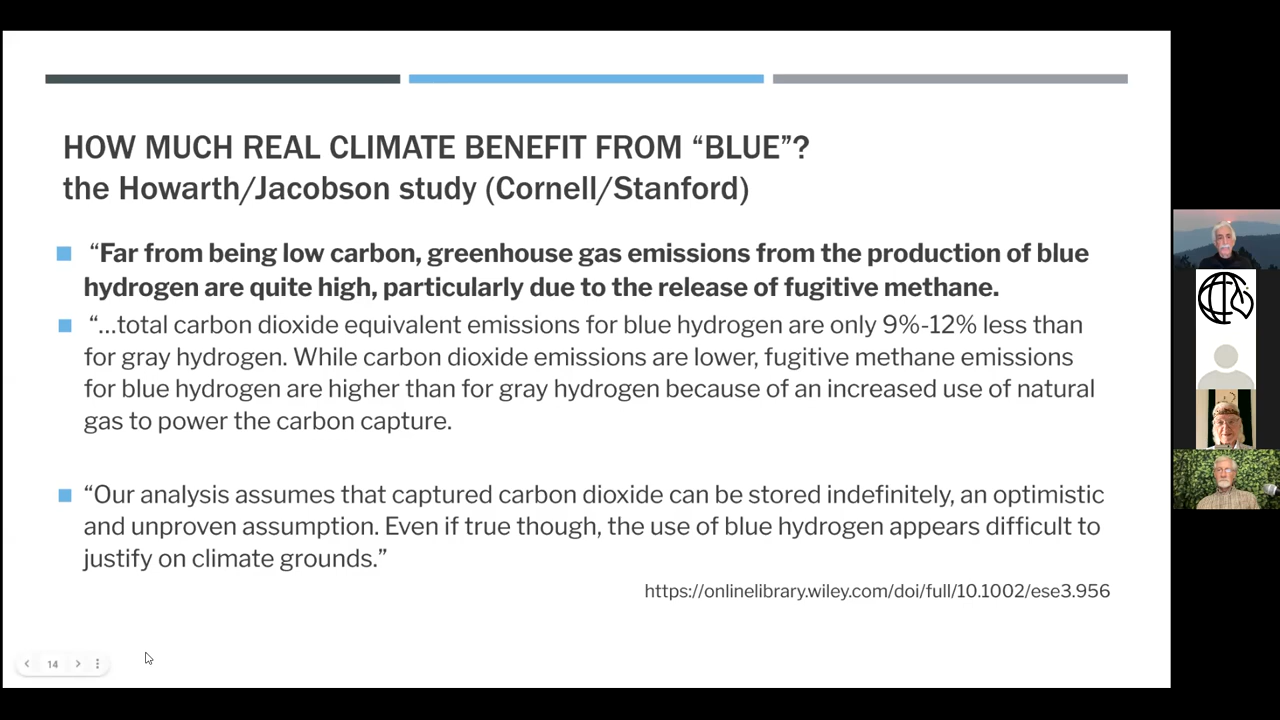 HOW MUCH REAL CLIMATE BENEFIT FROM “BLUE”?
the Howarth/Jacobson study (Cornell/Stanford)
“Far from being low carbon, greenhouse gas emissions from the production of blue
hydrogen are quite high, particularly due to the release of fugitive methane.
“...total carbon dioxide equivalent emissions for blue hydrogen are only 9%-12% less than
for gray hydrogen. While carbon dioxide emissions are lower, fugitive methane emissions
for blue hydrogen are higher than for gray hydrogen because of an increased use of natural
gas to power the carbon capture.
“Our analysis assumes that captured carbon dioxide can be stored indefinitely, an optimistic
and unproven assumption. Even if true though, the use of blue hydrogen appears difficult to
justify on climate grounds.”
https://onlinelibrary.wiley.com/doi/full/10.1002/ese3.956
14